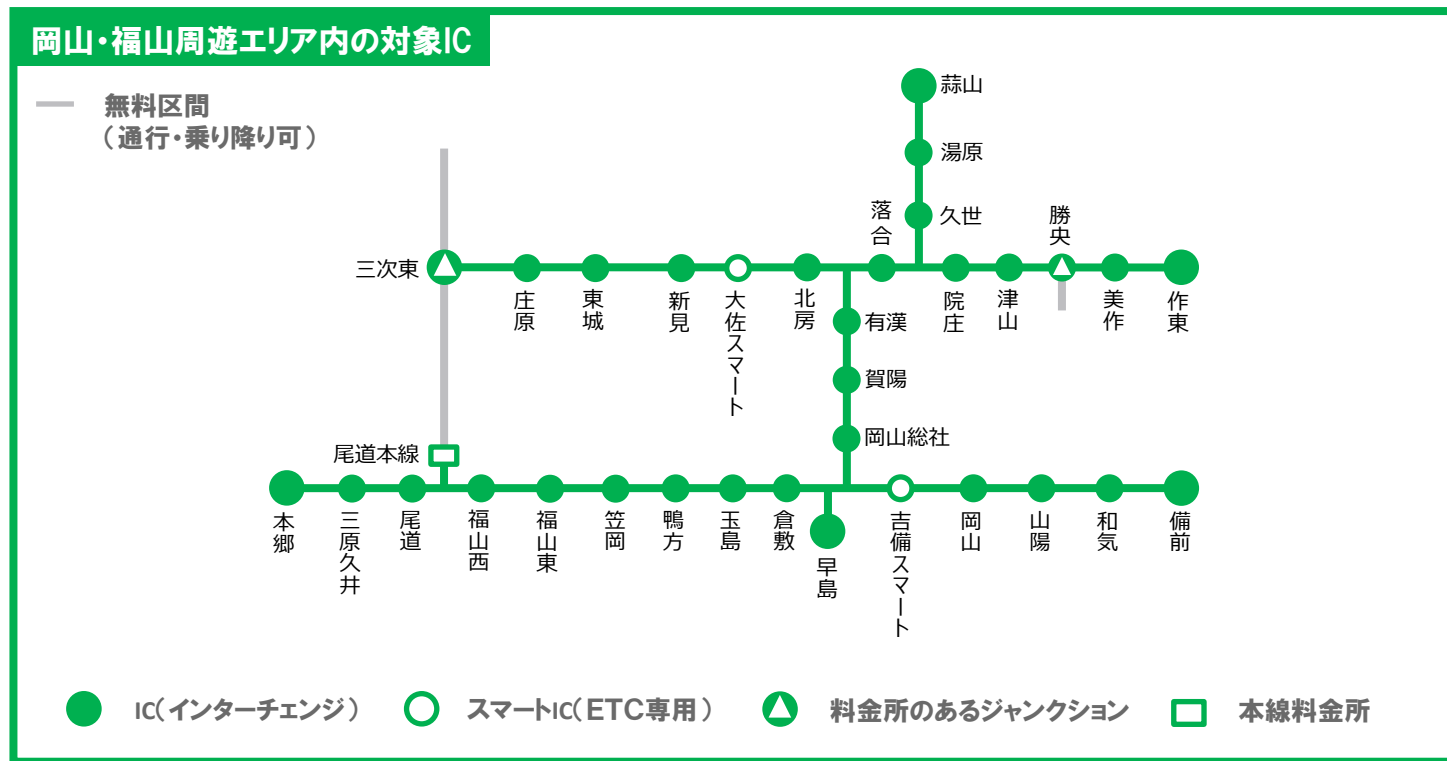 岡山・福山周遊エリア内の対象IC
無料区間
（通行・乗り降り可）
蒜山
湯原
久世
落合
勝央
三次東
庄原
東城
新見
大佐スマート
北房
有漢
院庄
津山
美作
作東
賀陽
岡山総社
尾道本線
本郷
三原久井
尾道
福山西
福山東
笠岡
鴨方
玉島
倉敷
早島
吉備スマート
岡山
山陽
和気
備前
IC（インターチェンジ）
スマートIC（ETC専用）
料金所のあるジャンクション
本線料金所